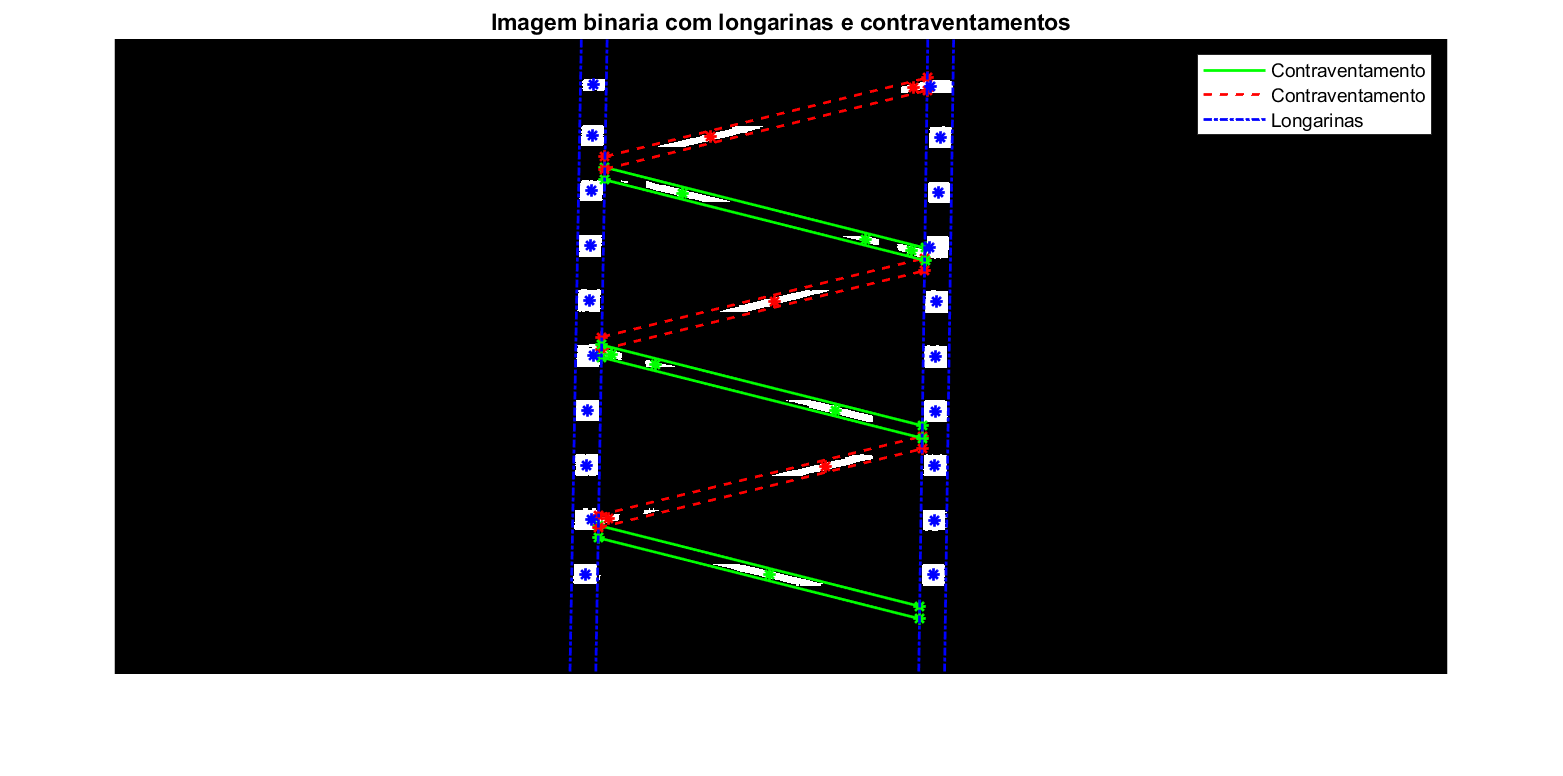 Imagem binaria com longarinas e contraventamentos
Contraventamento
Contraventamento
Longarinas